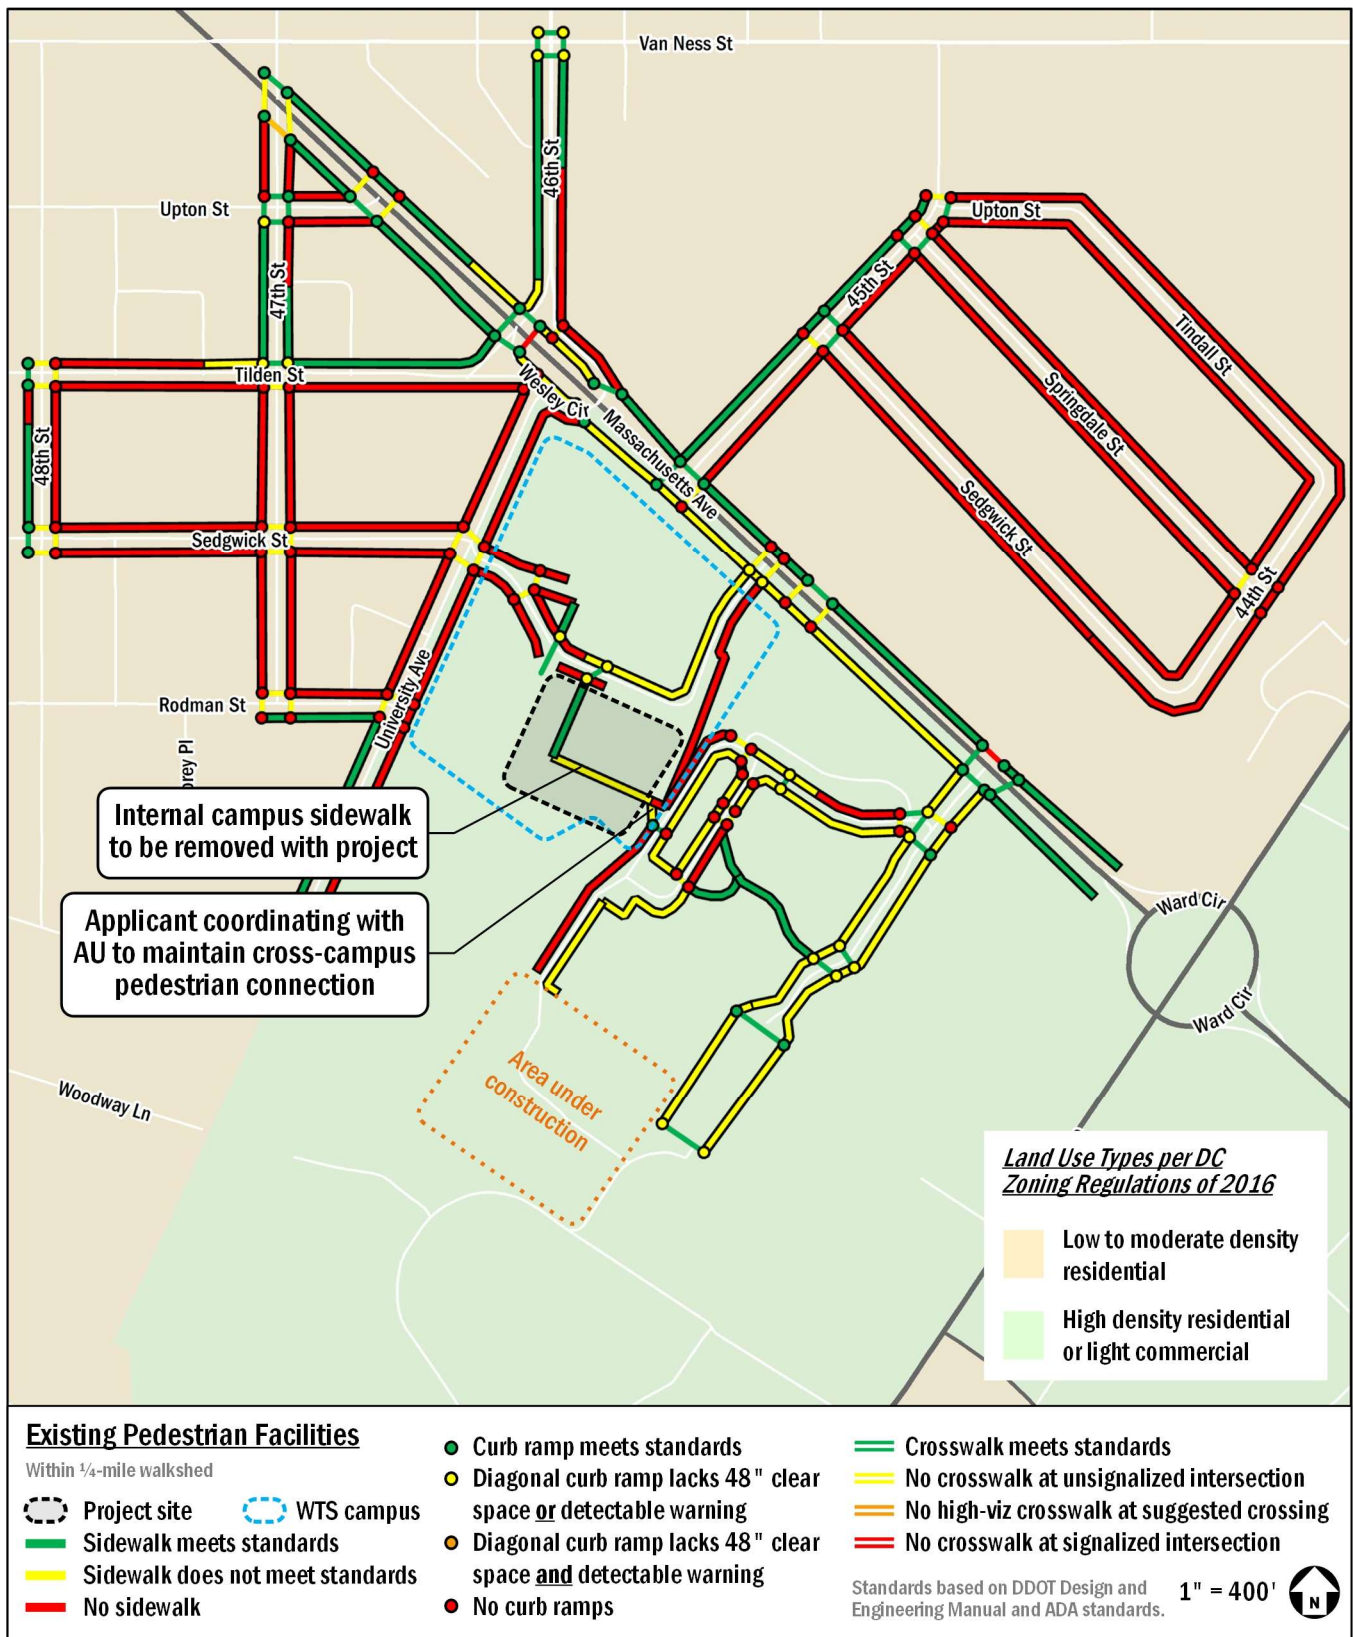 Van Ness St
46th St
Upton St
Upton St
47th St
45th St
Tindall St
Tilden St
Wesley Cir
Springdale St
48th St
Massachusetts Ave
Sedgwick St
Sedgwick St
44th St
University Ave
Rodman St
orey Pl
Internal campus sidewalk
to be removed with project
Applicant coordinating with
AU to maintain cross-campus
pedestrian connection
Ward Cir
Ward Cir
Area under
construction
Woodway Ln
Land Use Types per DC
Zoning Regulations of 2016
Low to moderate density
residential
High density residential
or light commercial
Existing Pedestrian Facilities
Within ¼-mile walkshed
Project site
WTS campus
Sidewalk meets standards
Sidewalk does not meet standards
No sidewalk
Curb ramp meets standards
Diagonal curb ramp lacks 48" clear
space or detectable warning
Diagonal curb ramp lacks 48" clear
space and detectable warning
No curb ramps
Crosswalk meets standards
No crosswalk at unsignalized intersection
No high-viz crosswalk at suggested crossing
No crosswalk at signalized intersection
Standards based on DDOT Design and
Engineering Manual and ADA standards.
1" = 400'
N